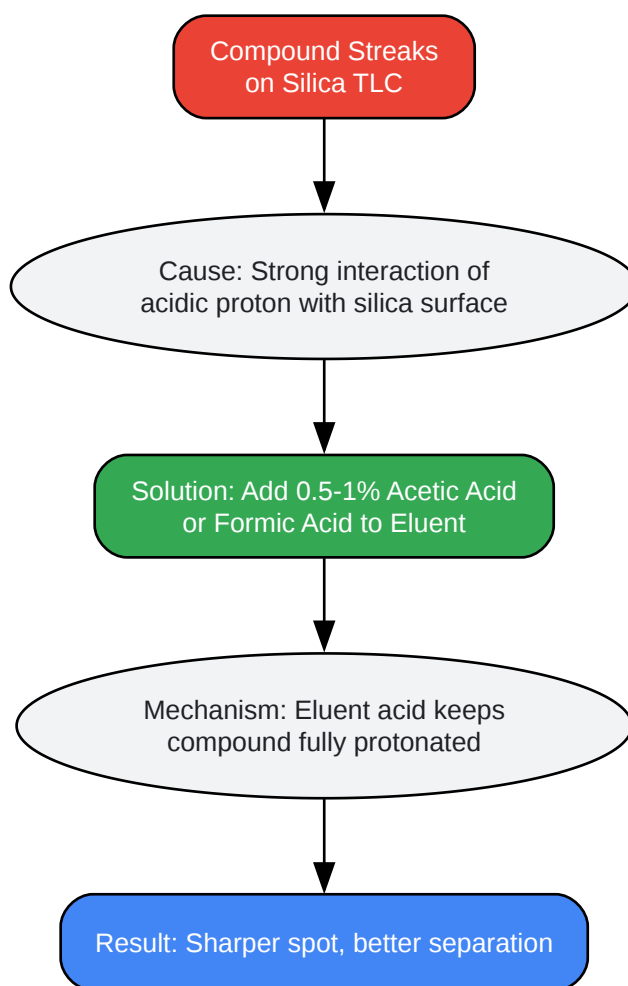 Compound Streaks
on Silica TLC
Cause: Strong interaction of
acidic proton with silica surface
Solution: Add 0.5-1% Acetic Acid
or Formic Acid to Eluent
Mechanism: Eluent acid keeps
compound fully protonated
Result: Sharper spot, better separation